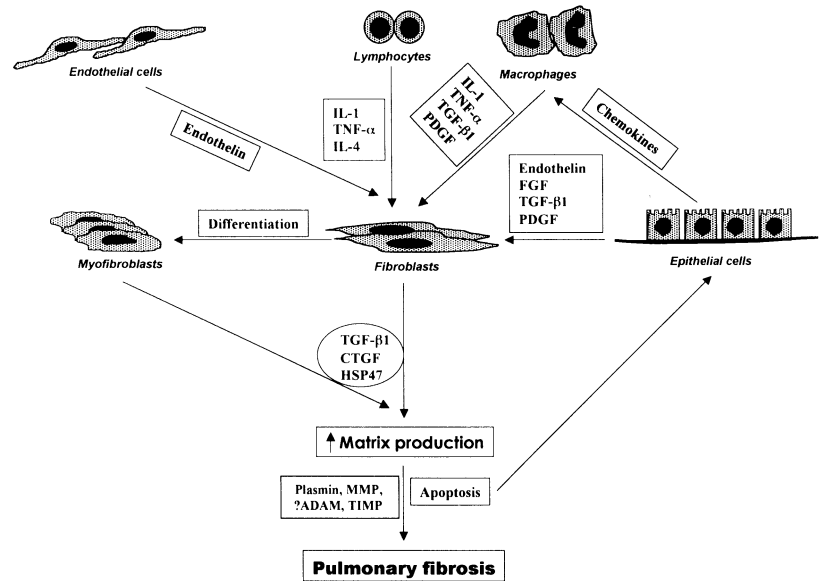 Endothelial cells
Lymphocytes
Macrophages
Endothelin
IL-1
TNF-α
IL-4
IL-1
TNF-α
TGF-β1
PDGF
Chemokines
Endothelin
FGF
TGF-β1
PDGF
Differentiation
Myofibroblasts
Fibroblasts
Epithelial cells
TGF-β1
CTGF
HSP47
↑ Matrix production
Plasmin, MMP,
?ADAM, TIMP
Apoptosis
Pulmonary fibrosis